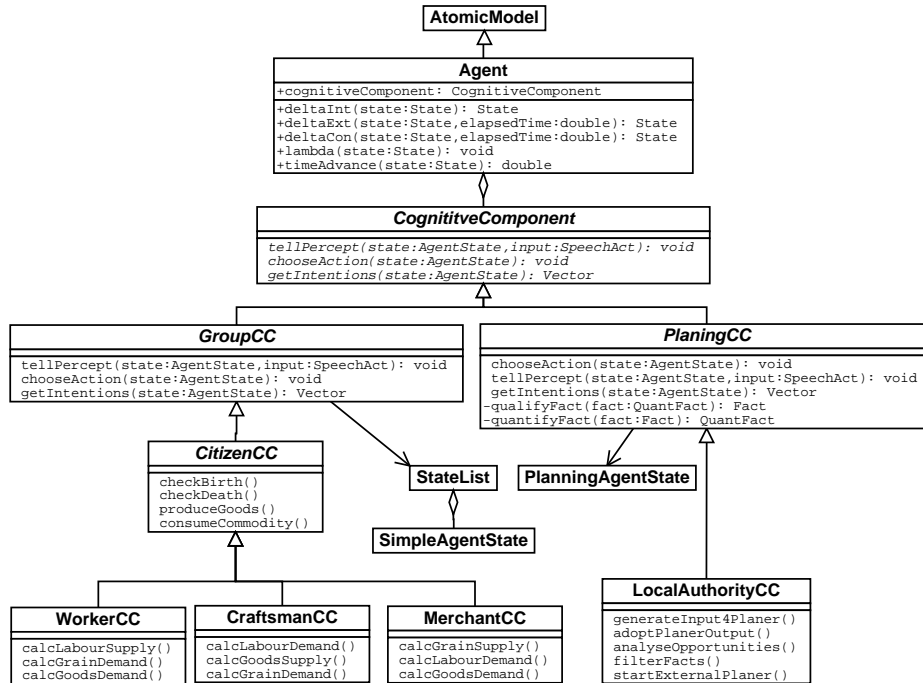 AtomicModel
Agent
+cognitiveComponent: CognitiveComponent
+deltaInt(state:State): State
+deltaExt(state:State,elapsedTime:double): State
+deltaCon(state:State,elapsedTime:double): State
+lambda(state:State): void
+timeAdvance(state:State): double
CognititveComponent
tellPercept(state:AgentState,input:SpeechAct): void
chooseAction(state:AgentState): void
getIntentions(state:AgentState): Vector
GroupCC
tellPercept(state:AgentState,input:SpeechAct): void
chooseAction(state:AgentState): void
getIntentions(state:AgentState): Vector
PlaningCC
chooseAction(state:AgentState): void
tellPercept(state:AgentState,input:SpeechAct): void
getIntentions(state:AgentState): Vector
-qualifyFact(fact:QuantFact): Fact
-quantifyFact(fact:Fact): QuantFact
CitizenCC
checkBirth()
checkDeath()
produceGoods()
consumeCommodity()
StateList
SimpleAgentState
PlanningAgentState
WorkerCC
calcLabourSupply()
calcGrainDemand()
calcGoodsDemand()
CraftsmanCC
calcLabourDemand()
calcGoodsSupply()
calcGrainDemand()
MerchantCC
calcGrainSupply()
calcLabourDemand()
calcGoodsDemand()
LocalAuthorityCC
generateInput4Planer()
adoptPlanerOutput()
analyseOpportunities()
filterFacts()
startExternalPlaner()